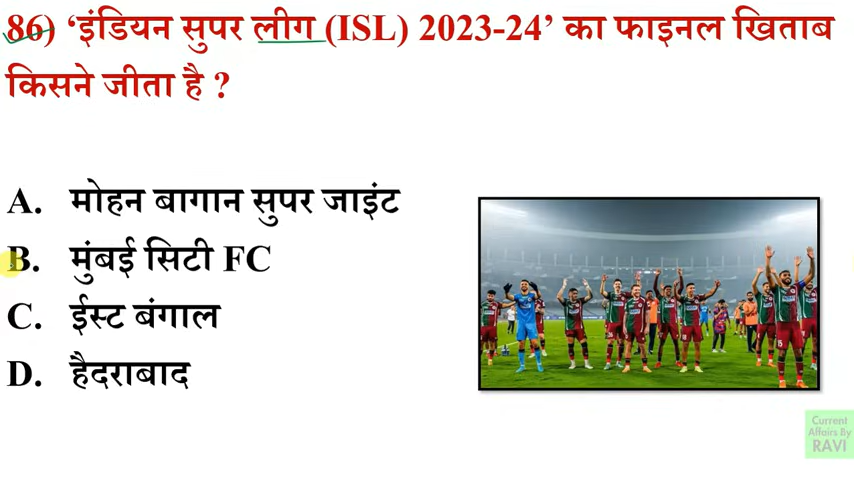 86) ‘इंडियन सुपर लीग (ISL) 2023-24’ का फाइनल खिताब
किसने जीता है ?
A. मोहन बागान सुपर जाइंट
B. मुंबई सिटी FC
C. ईस्ट बंगाल
D. हैदराबाद
Current
Affairs By
RAVI